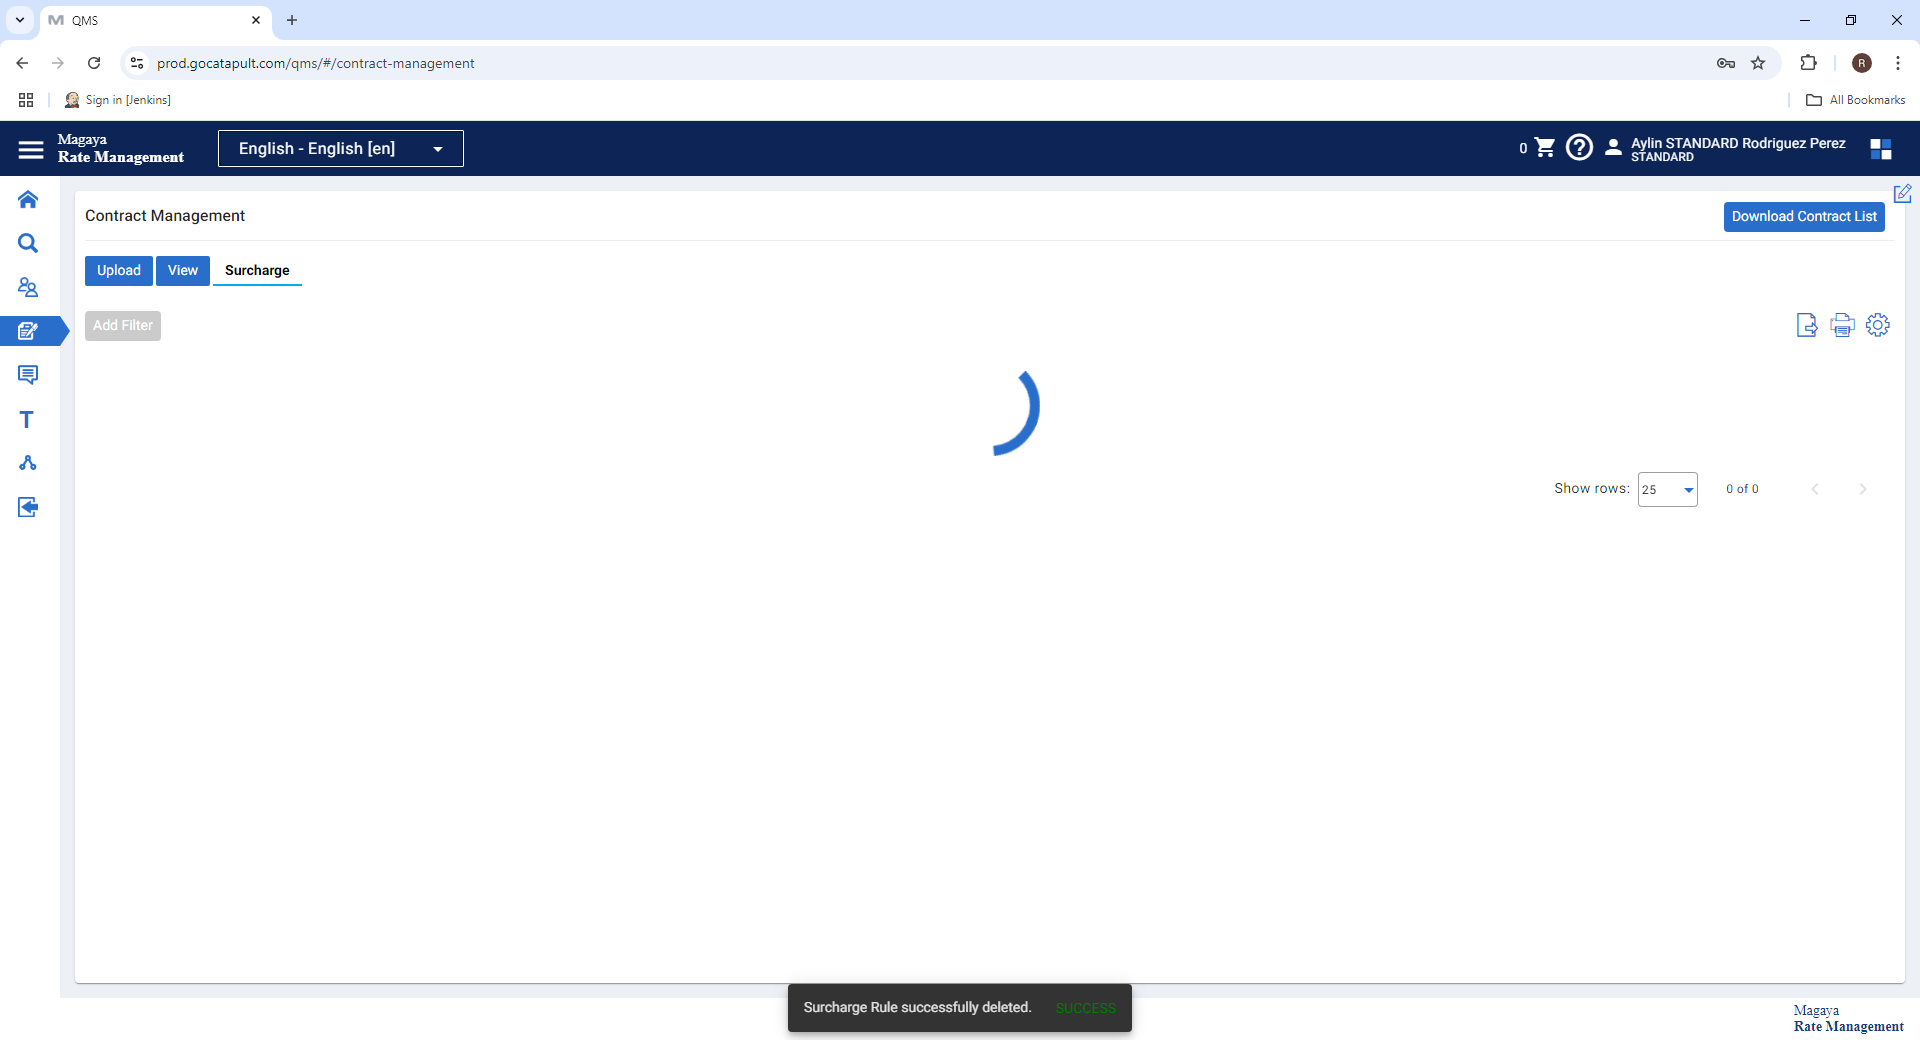 QMS
prod.gocatapult.com/qms/#/contract-management
R
Sign in [Jenkins]
All Bookmarks
Magaya
Rate Management
English - English [en]
0
Aylin STANDARD Rodriguez Perez
STANDARD
Contract Management
Download Contract List
Upload
View
Surcharge
Add Filter
T
Show rows:
25
0 of 0
Surcharge Rule successfully deleted.
SUCCESS
Magaya
Rate Management